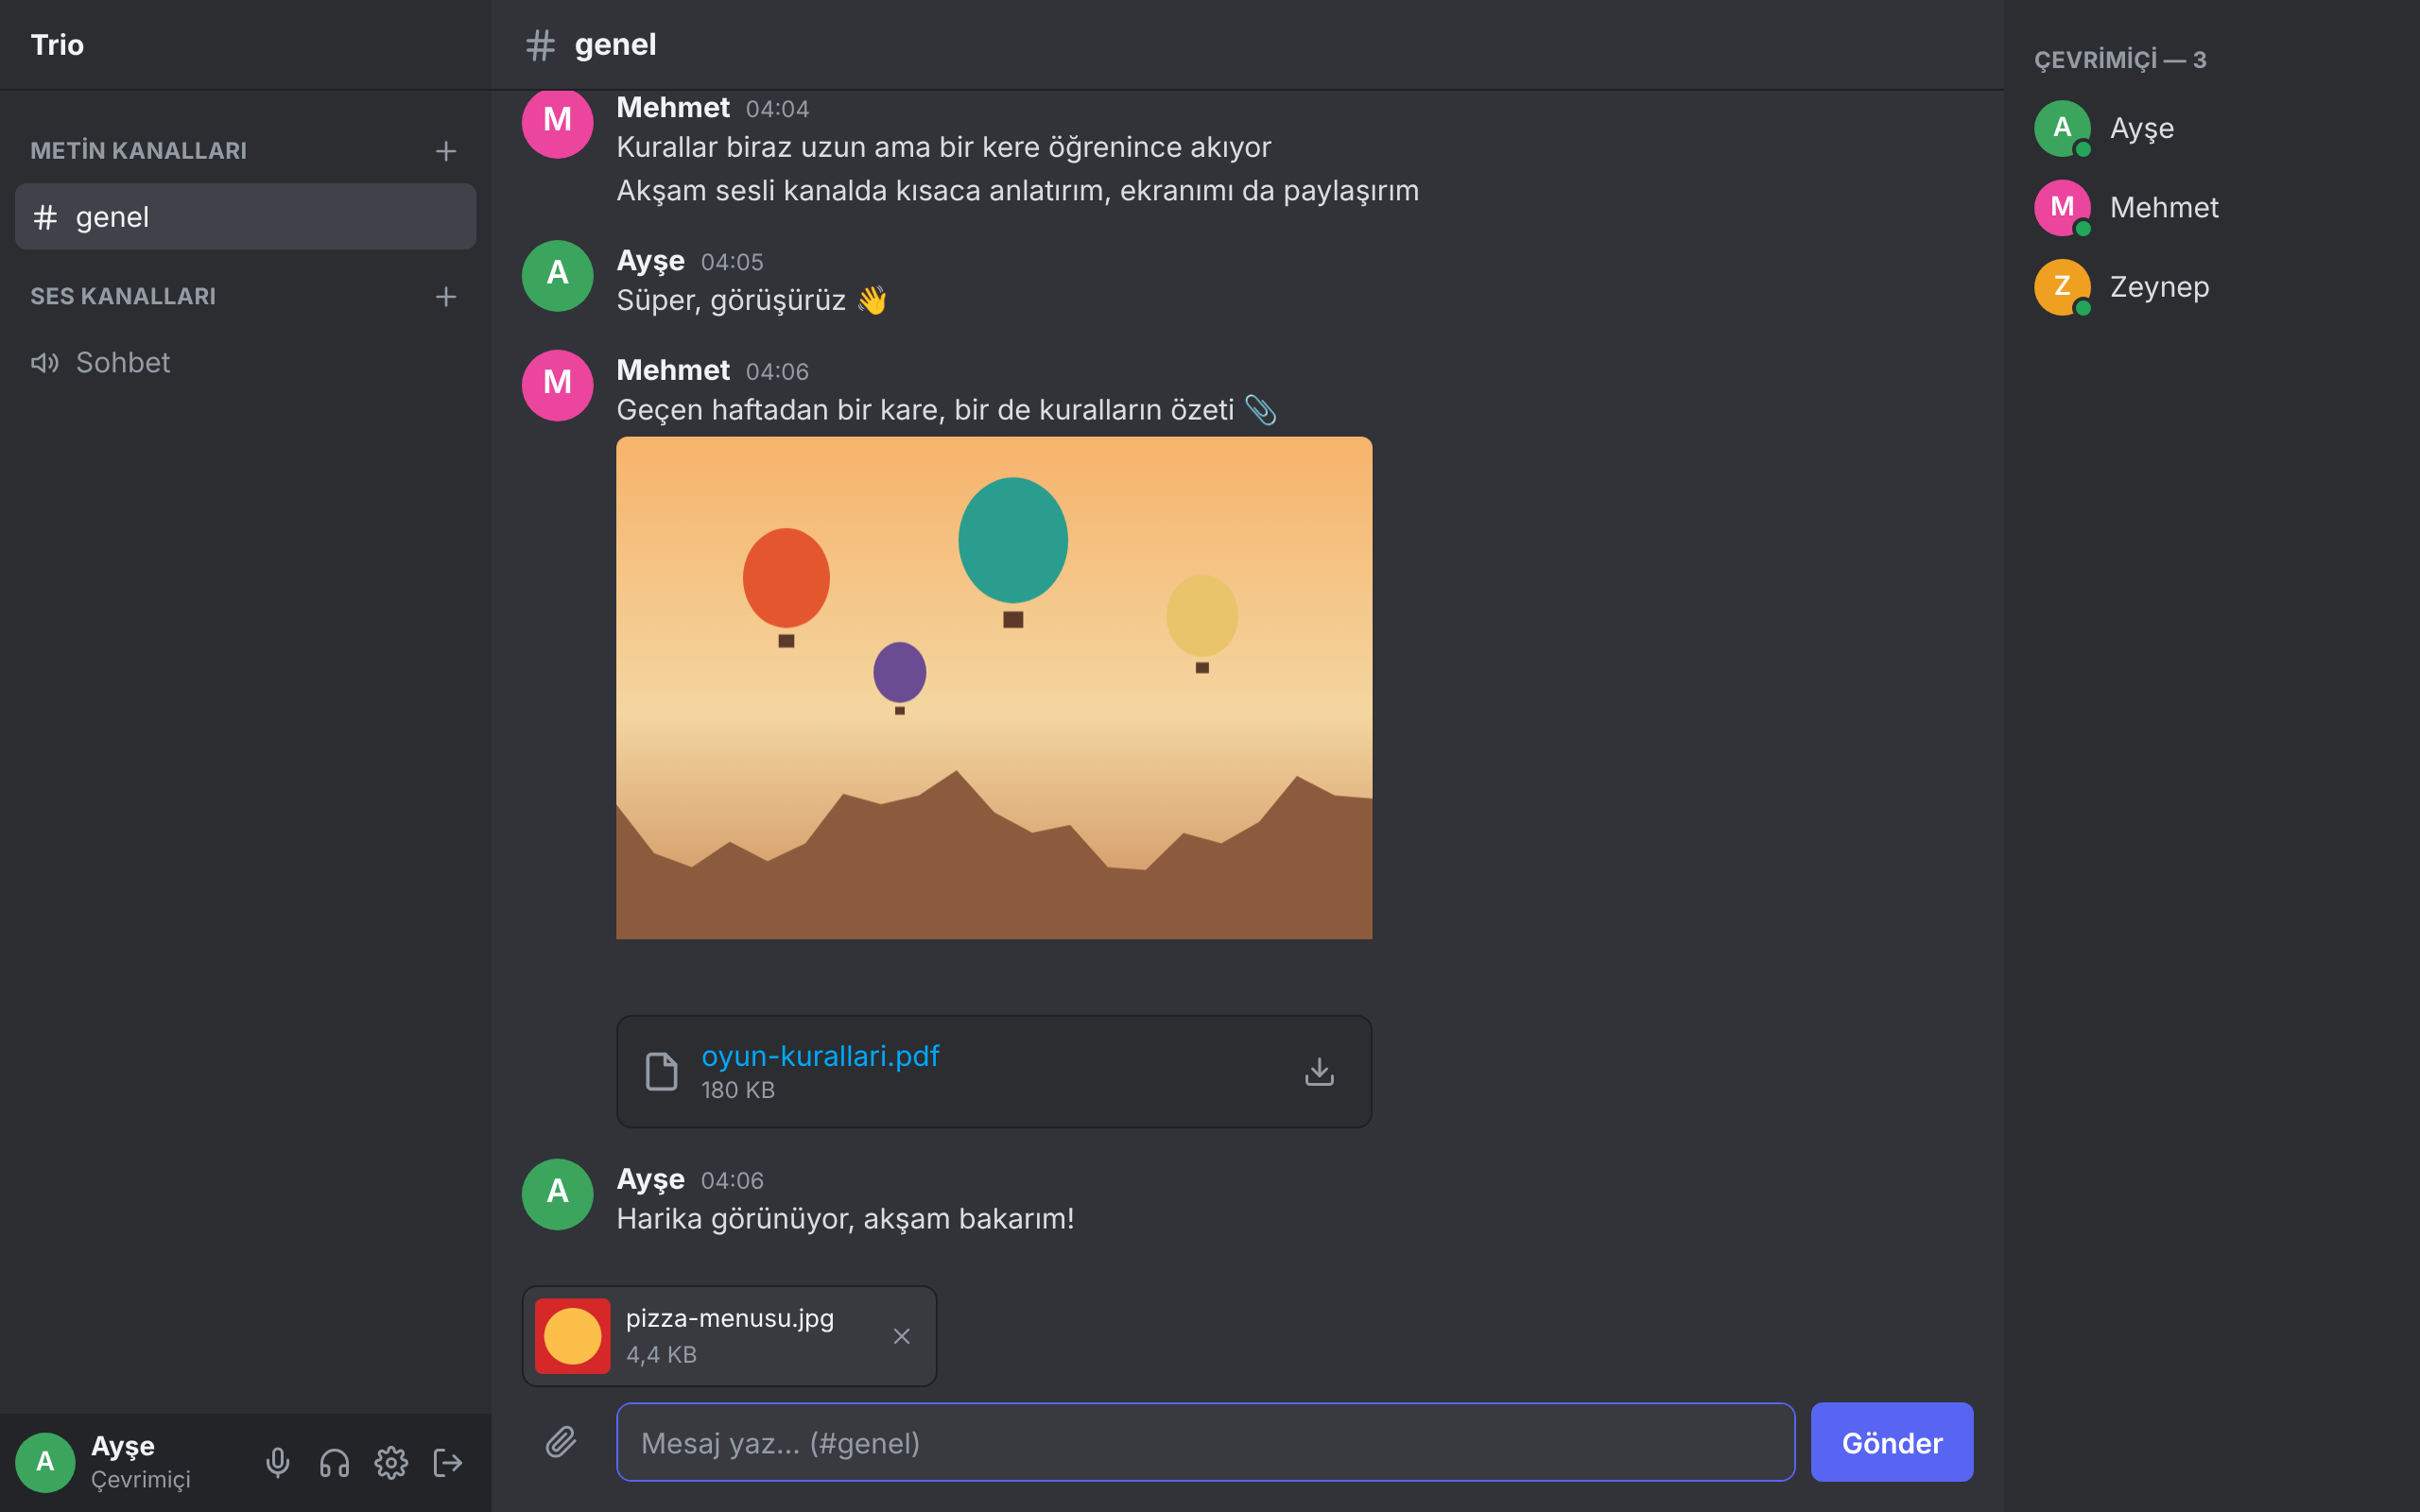 Trio
METİN KANALLARI
genel
SES KANALLARI
Sohbet
A
Ayşe
Çevrimiçi
# genel
M
Mehmet 04:04
Kurallar biraz uzun ama bir kere öğrenince akıyor
Akşam sesli kanalda kısaca anlatırım, ekranımı da paylaşırım
A
Ayşe 04:05
Süper, görüşürüz 👋
M
Mehmet 04:06
Geçen haftadan bir kare, bir de kuralların özeti 📎
oyun-kurallari.pdf
180 KB
A
Ayşe 04:06
Harika görünüyor, akşam bakarım!
pizza-menusu.jpg
4,4 KB
Mesaj yaz... (#genel)
Gönder
ÇEVRİMİÇİ — 3
A Ayşe
M Mehmet
Z Zeynep